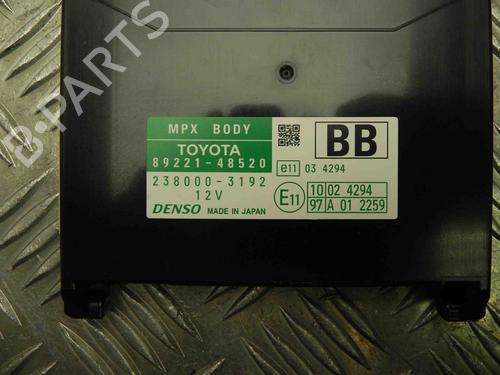 B-PARTS
MPX BODY
TOYOTA
89221-48520
238000-3192
12V
DENSO MADE IN JAPAN
BB
e11 03 4294
E11
10 02 4294
97 A 01 2259